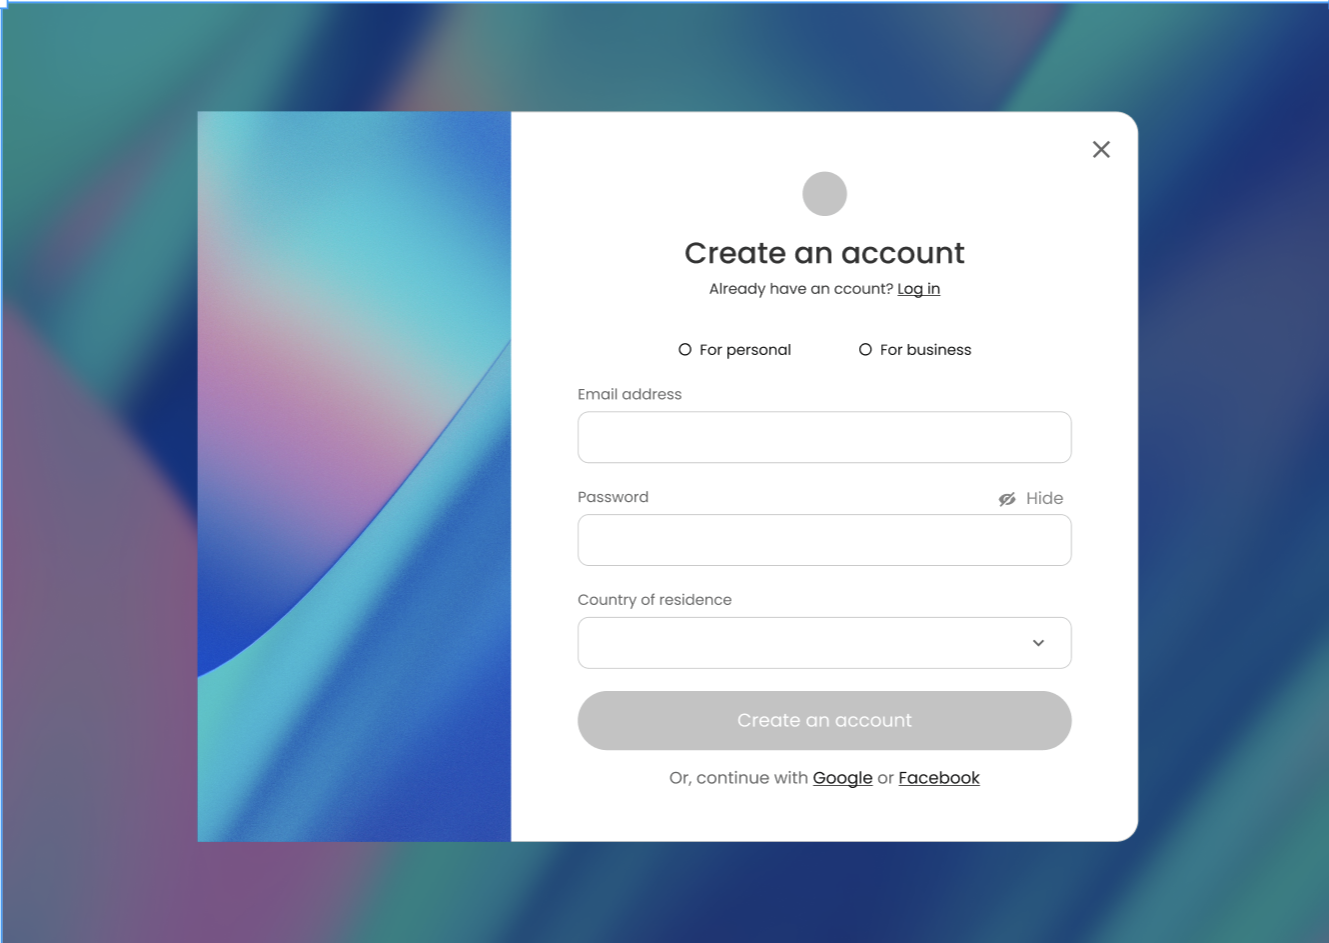 Create an account
Already have an ccount? Log in
For personal For business
Email address
Password Hide
Country of residence
Create an account
Or, continue with Google or Facebook